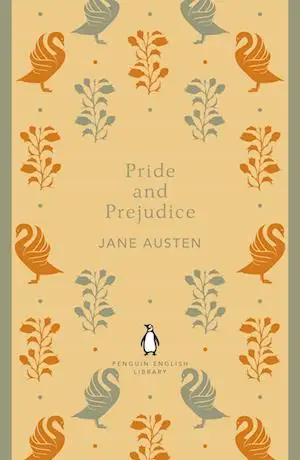 Pride
and
Prejudice
JANE AUSTEN
PENGUIN ENGLISH
LIBRARY